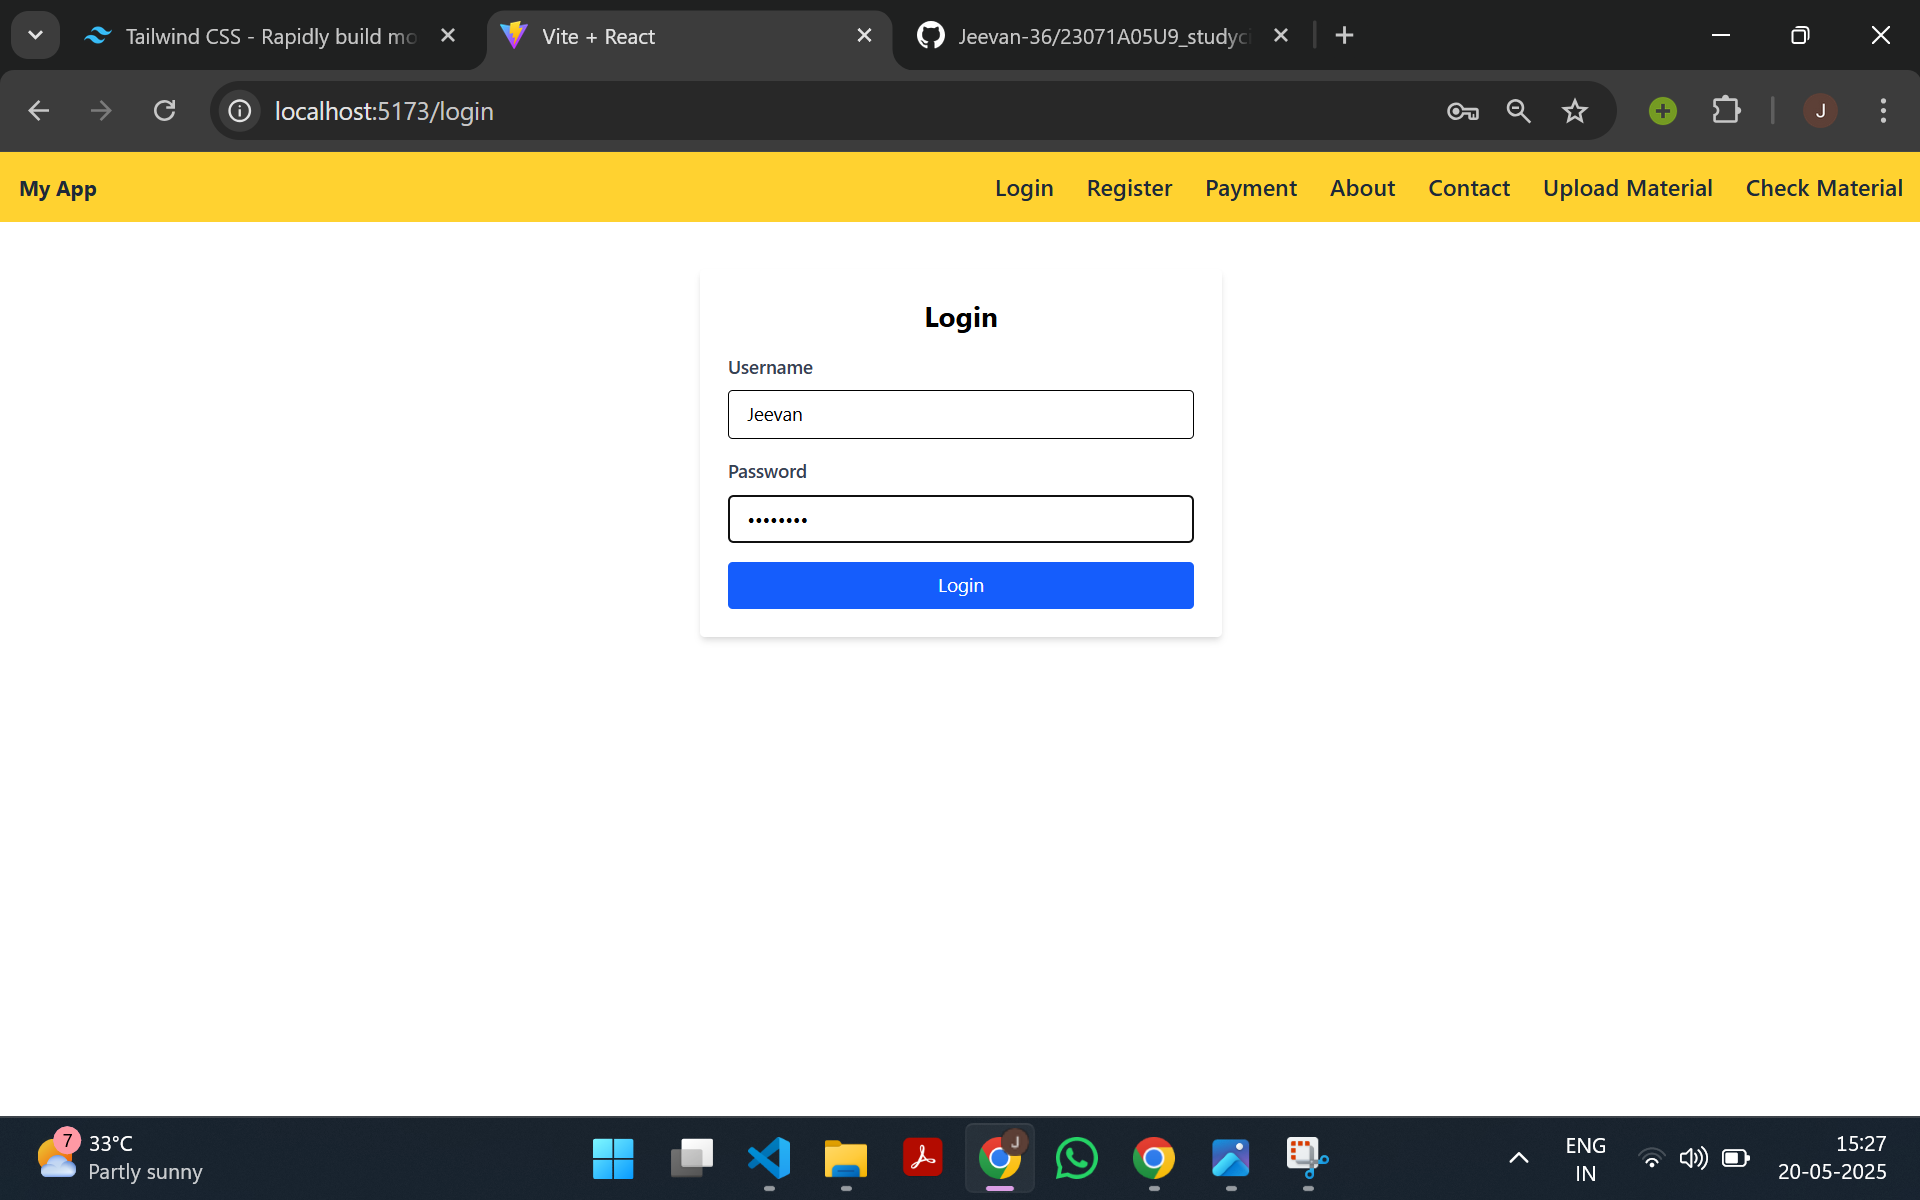 Tailwind CSS - Rapidly build mo
Vite + React
Jeevan-36/23071A05U9_studyci
localhost:5173/login
J
My App
Login Register Payment About Contact Upload Material Check Material
Login
Username
Jeevan
Password
••••••••
Login
7
33°C
Partly sunny
J
ENG
IN
15:27
20-05-2025